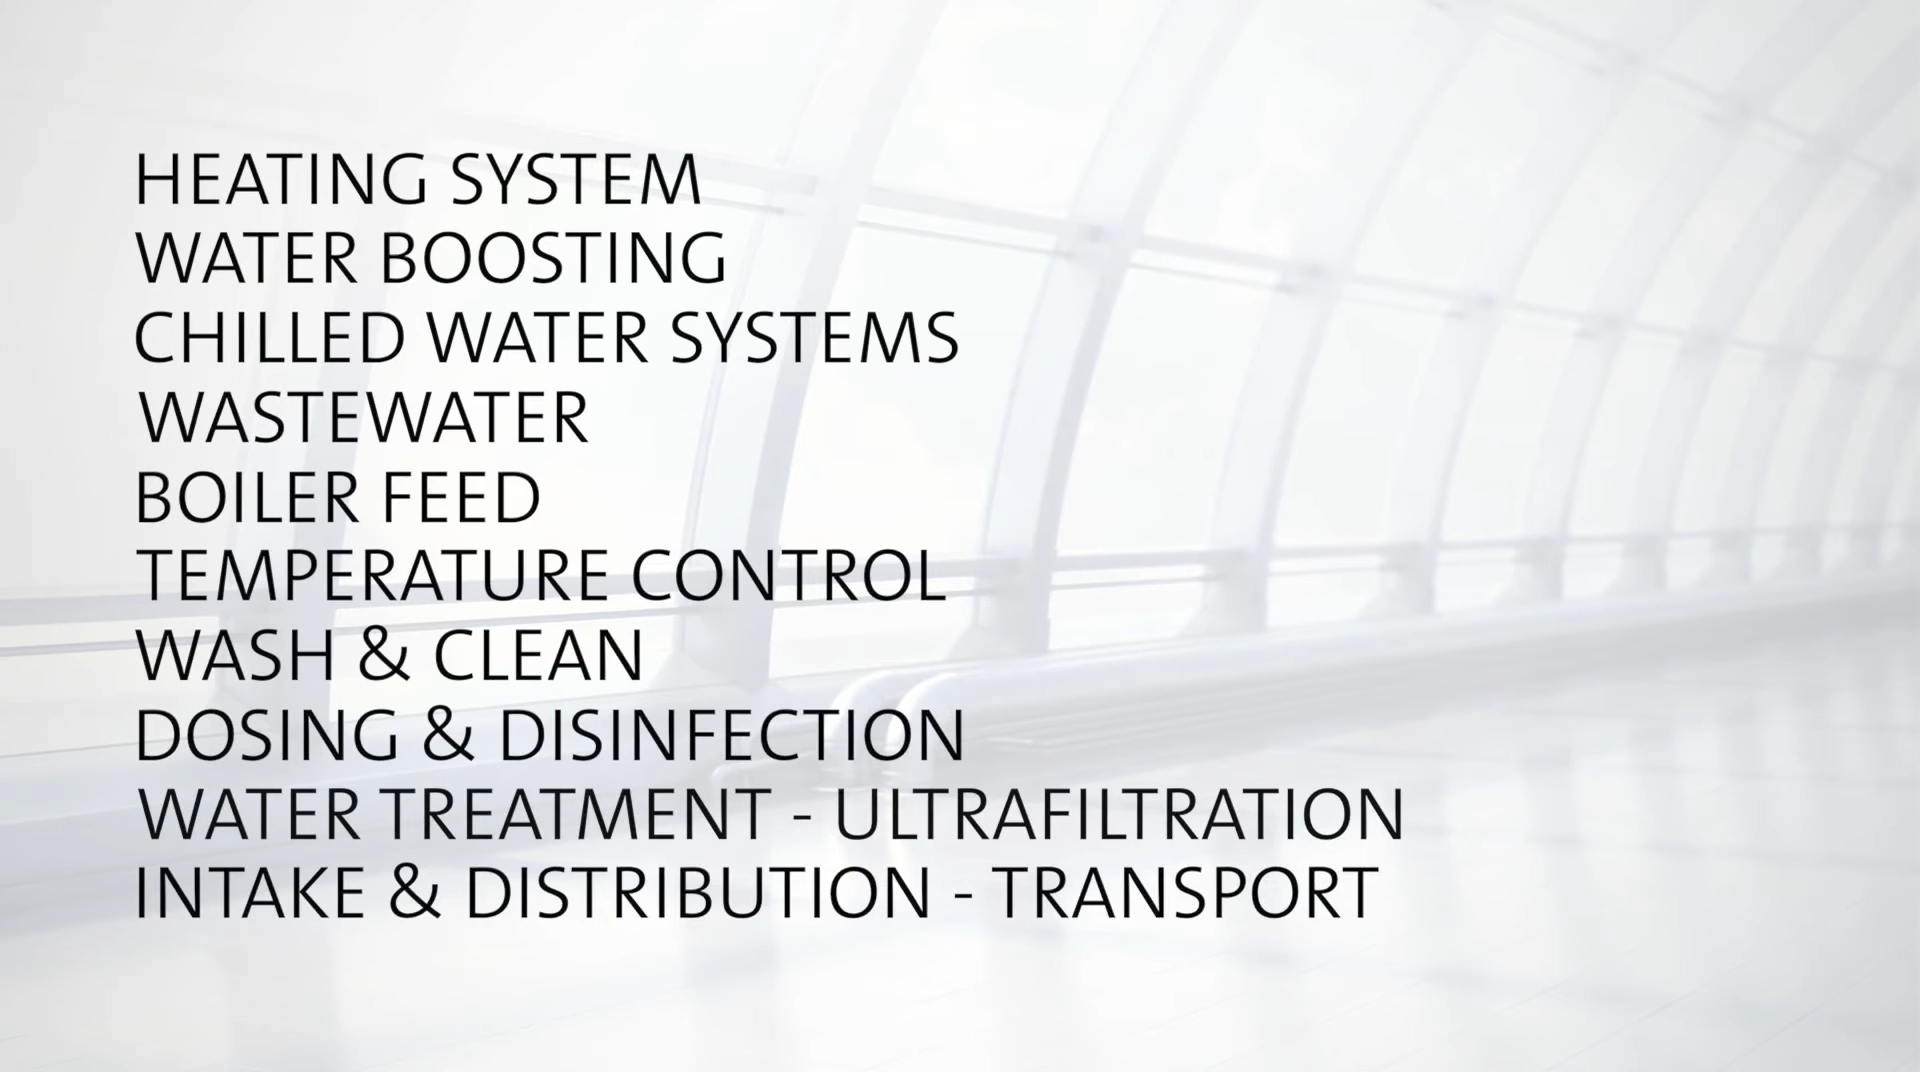 HEATING SYSTEM
WATER BOOSTING
CHILLED WATER SYSTEMS
WASTEWATER
BOILER FEED
TEMPERATURE CONTROL
WASH & CLEAN
DOSING & DISINFECTION
WATER TREATMENT - ULTRAFILTRATION
INTAKE & DISTRIBUTION - TRANSPORT